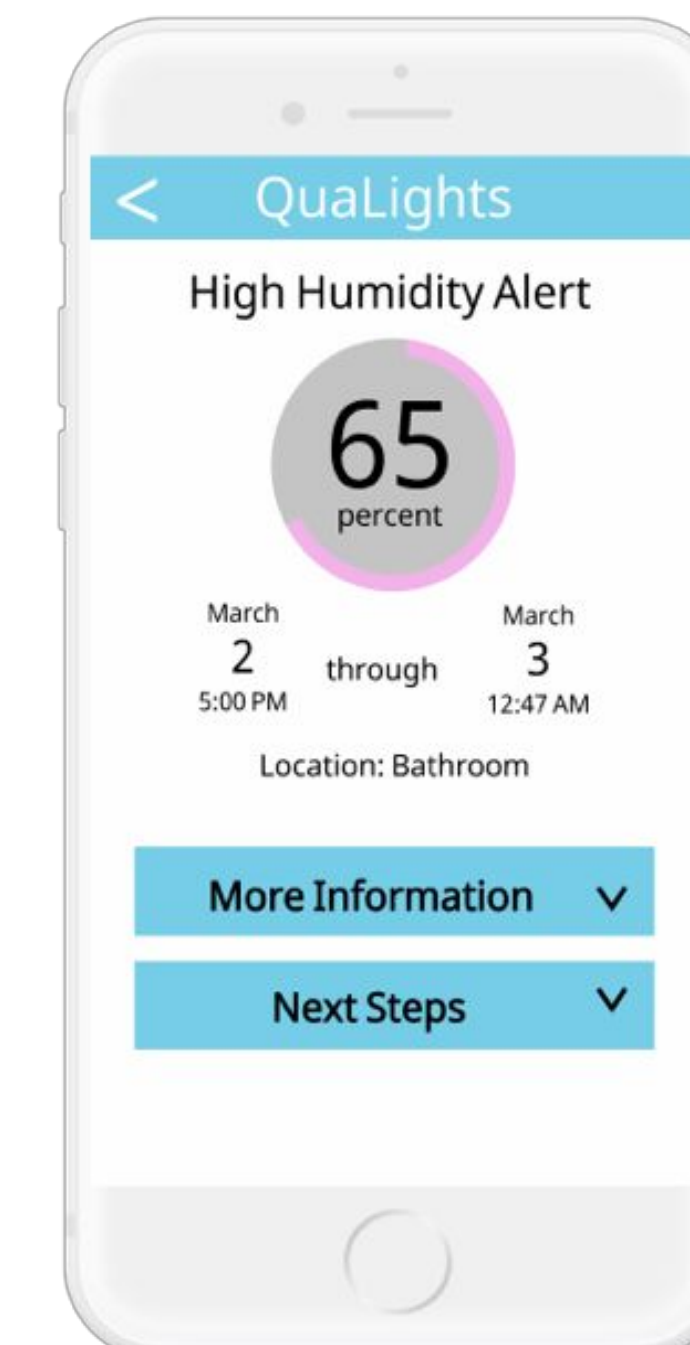 < QuaLights
High Humidity Alert
65
percent
March
2
5:00 PM
through
March
3
12:47 AM
Location: Bathroom
More Information
Next Steps